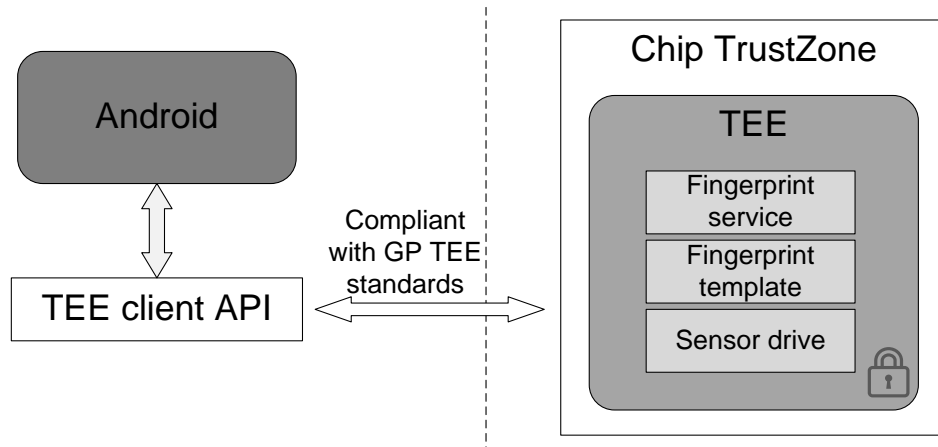 Android
TEE client API
Compliant
with GP TEE
standards
Chip TrustZone
TEE
Fingerprint
service
Fingerprint
template
Sensor drive